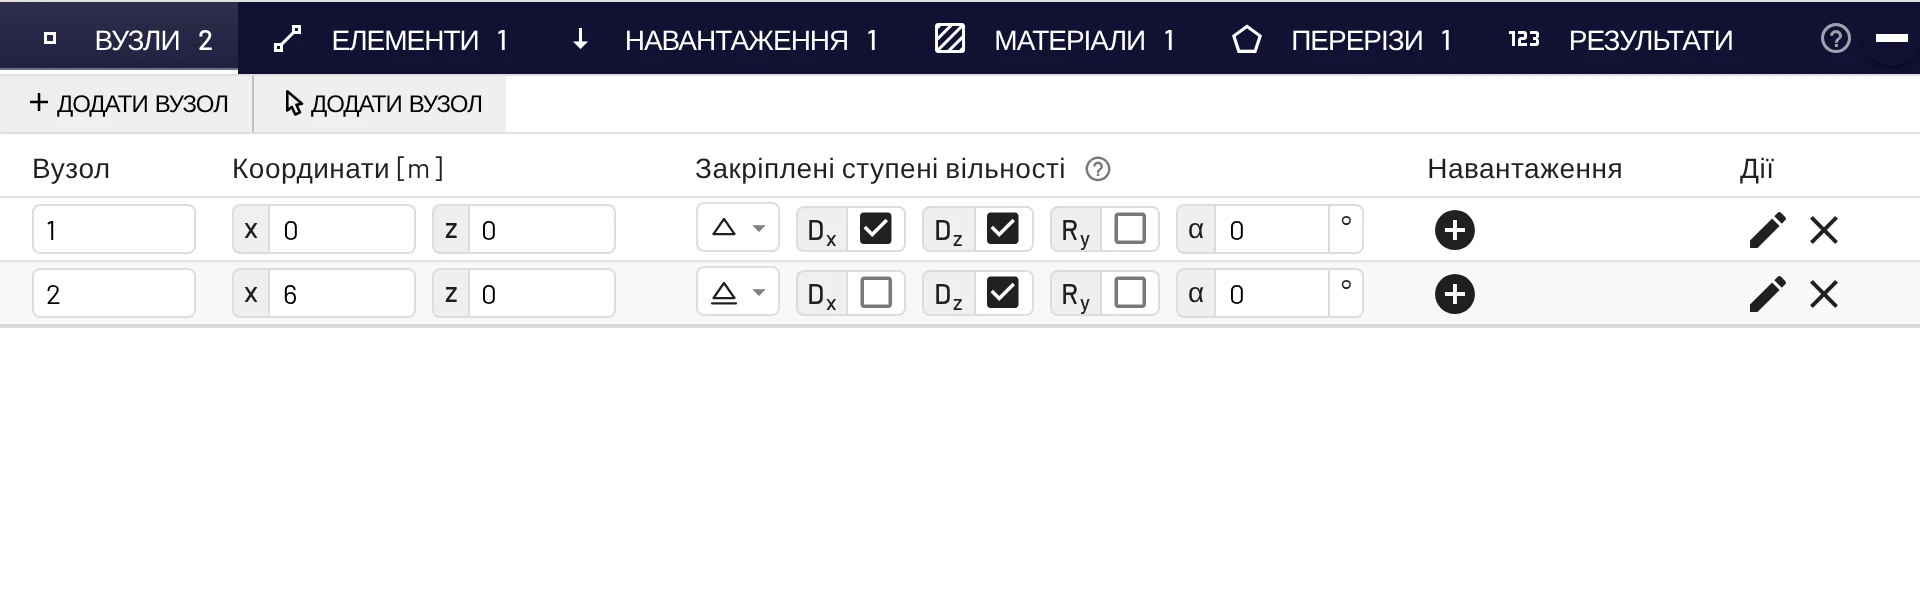 ВУЗЛИ 2 ЕЛЕМЕНТИ 1 НАВАНТАЖЕННЯ 1 МАТЕРІАЛИ 1 ПЕРЕРІЗИ 1 123 РЕЗУЛЬТАТИ ?
+ ДОДАТИ ВУЗОЛ ДОДАТИ ВУЗОЛ
Вузол Координати [m] Закріплені ступені вільності ? Навантаження Дії
1 x 0 z 0 Dx Dz Ry α 0 °
2 x 6 z 0 Dx Dz Ry α 0 °